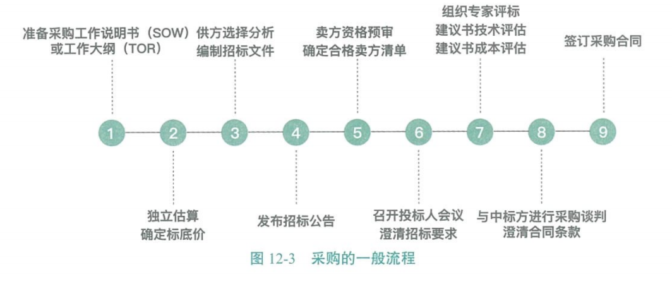 准备采购工作说明书（SOW）
或工作大纲（TOR）
供方选择分析
编制招标文件
卖方资格预审
确定合格卖方清单
组织专家评标
建议书技术评估
建议书成本评估
签订采购合同
1 2 3 4 5 6 7 8 9
独立估算
确定标底价
发布招标公告
召开投标人会议
澄清招标要求
与中标方进行采购谈判
澄清合同条款
图 12-3 采购的一般流程